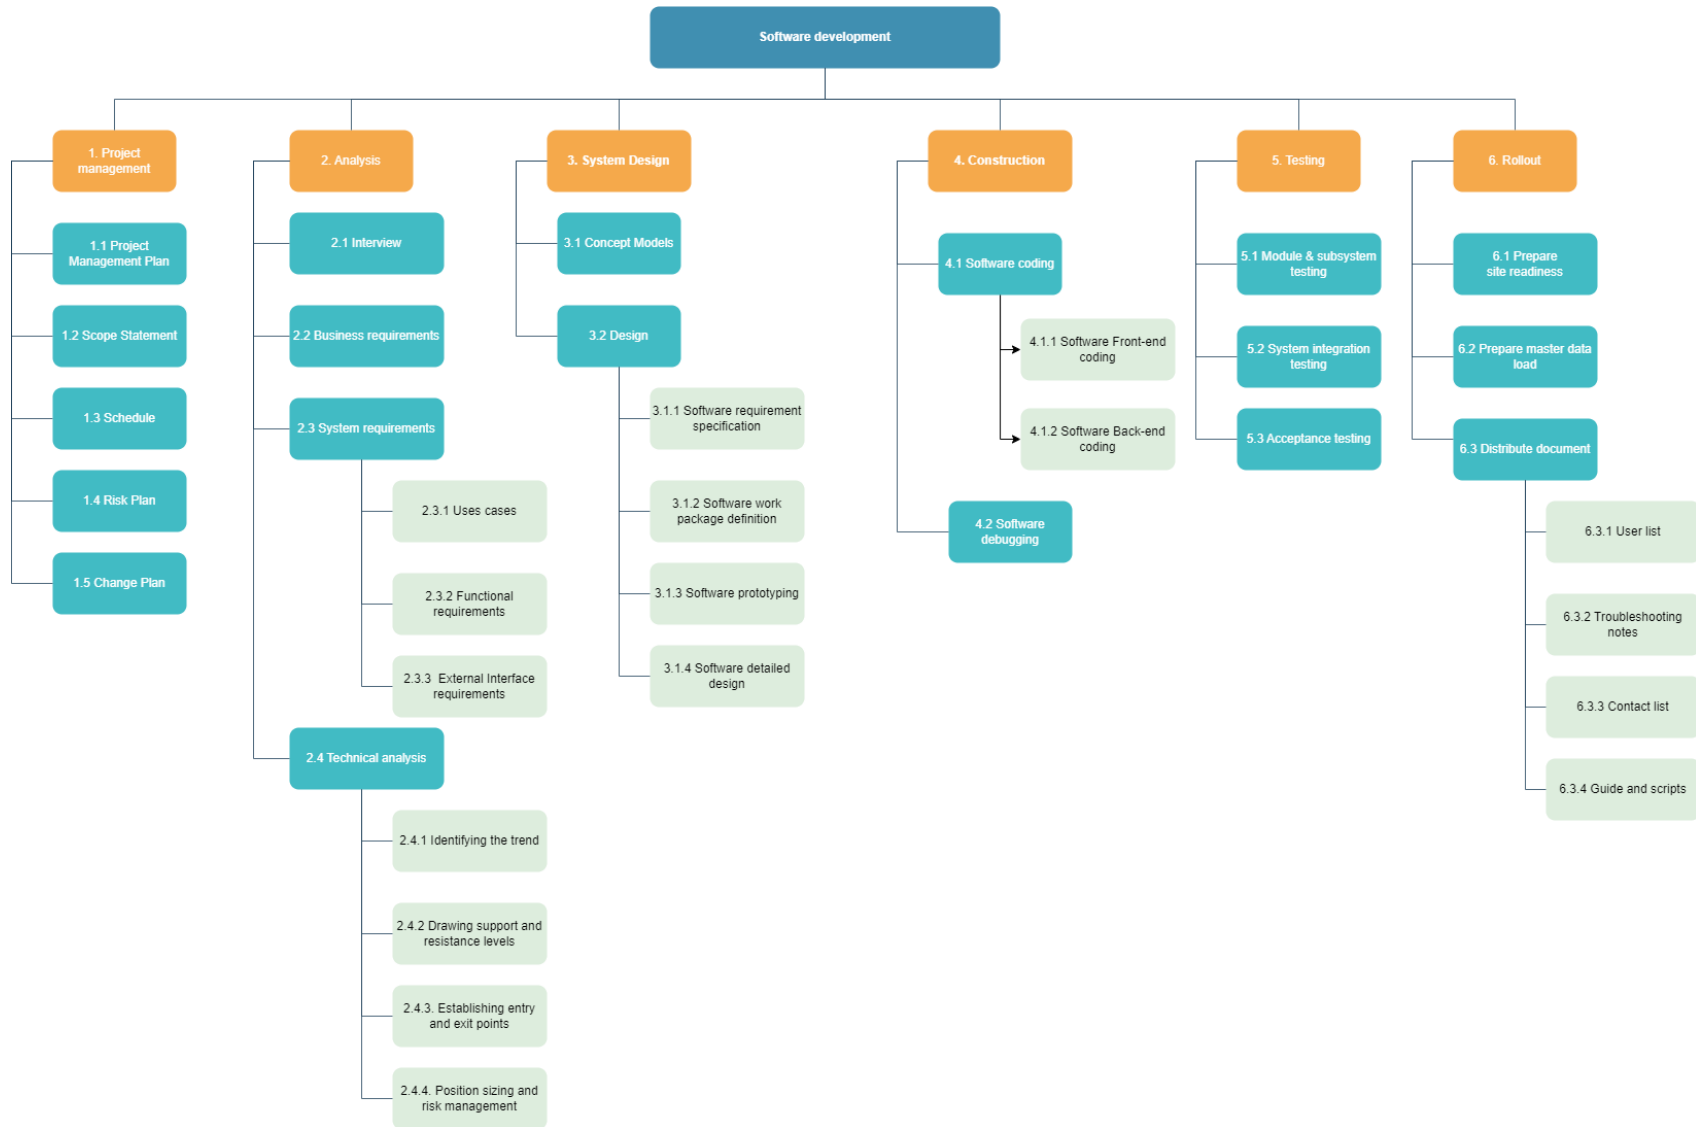 Software development
1. Project
management
1.1 Project
Management Plan
1.2 Scope Statement
1.3 Schedule
1.4 Risk Plan
1.5 Change Plan
2. Analysis
2.1 Interview
2.2 Business requirements
2.3 System requirements
2.3.1 Uses cases
2.3.2 Functional
requirements
2.3.3 External Interface
requirements
2.4 Technical analysis
2.4.1 Identifying the trend
2.4.2 Drawing support and
resistance levels
2.4.3. Establishing entry
and exit points
2.4.4. Position sizing and
risk management
3. System Design
3.1 Concept Models
3.2 Design
3.1.1 Software requirement
specification
3.1.2 Software work
package definition
3.1.3 Software prototyping
3.1.4 Software detailed
design
4. Construction
4.1 Software coding
4.1.1 Software Front-end
coding
4.1.2 Software Back-end
coding
4.2 Software
debugging
5. Testing
5.1 Module & subsystem
testing
5.2 System integration
testing
5.3 Acceptance testing
6. Rollout
6.1 Prepare
site readiness
6.2 Prepare master data
load
6.3 Distribute document
6.3.1 User list
6.3.2 Troubleshooting
notes
6.3.3 Contact list
6.3.4 Guide and scripts